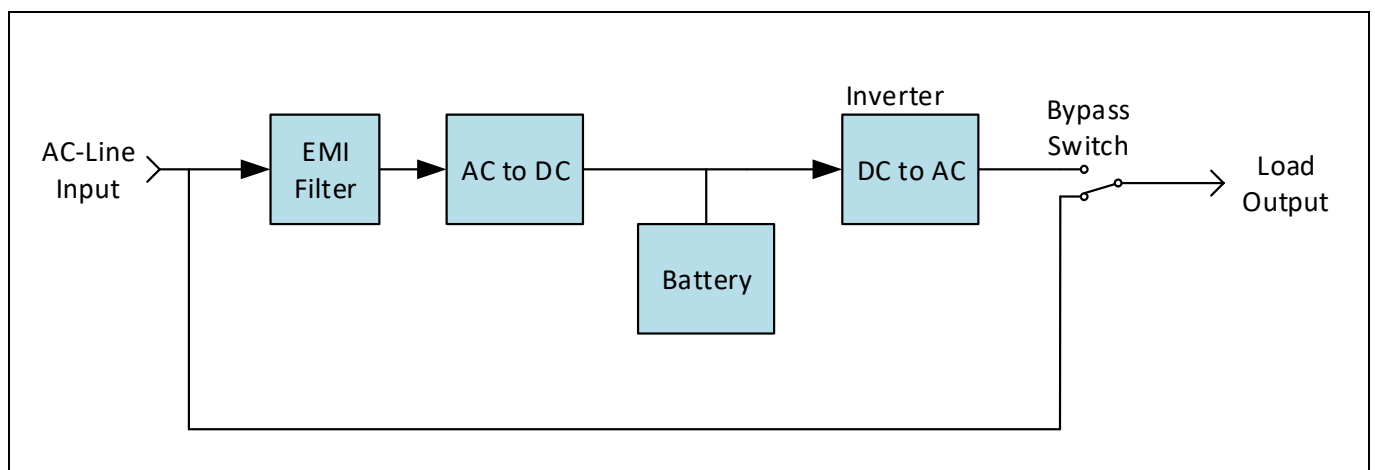 AC-Line
Input
EMI
Filter
AC to DC
Battery
Inverter
DC to AC
Bypass
Switch
Load
Output